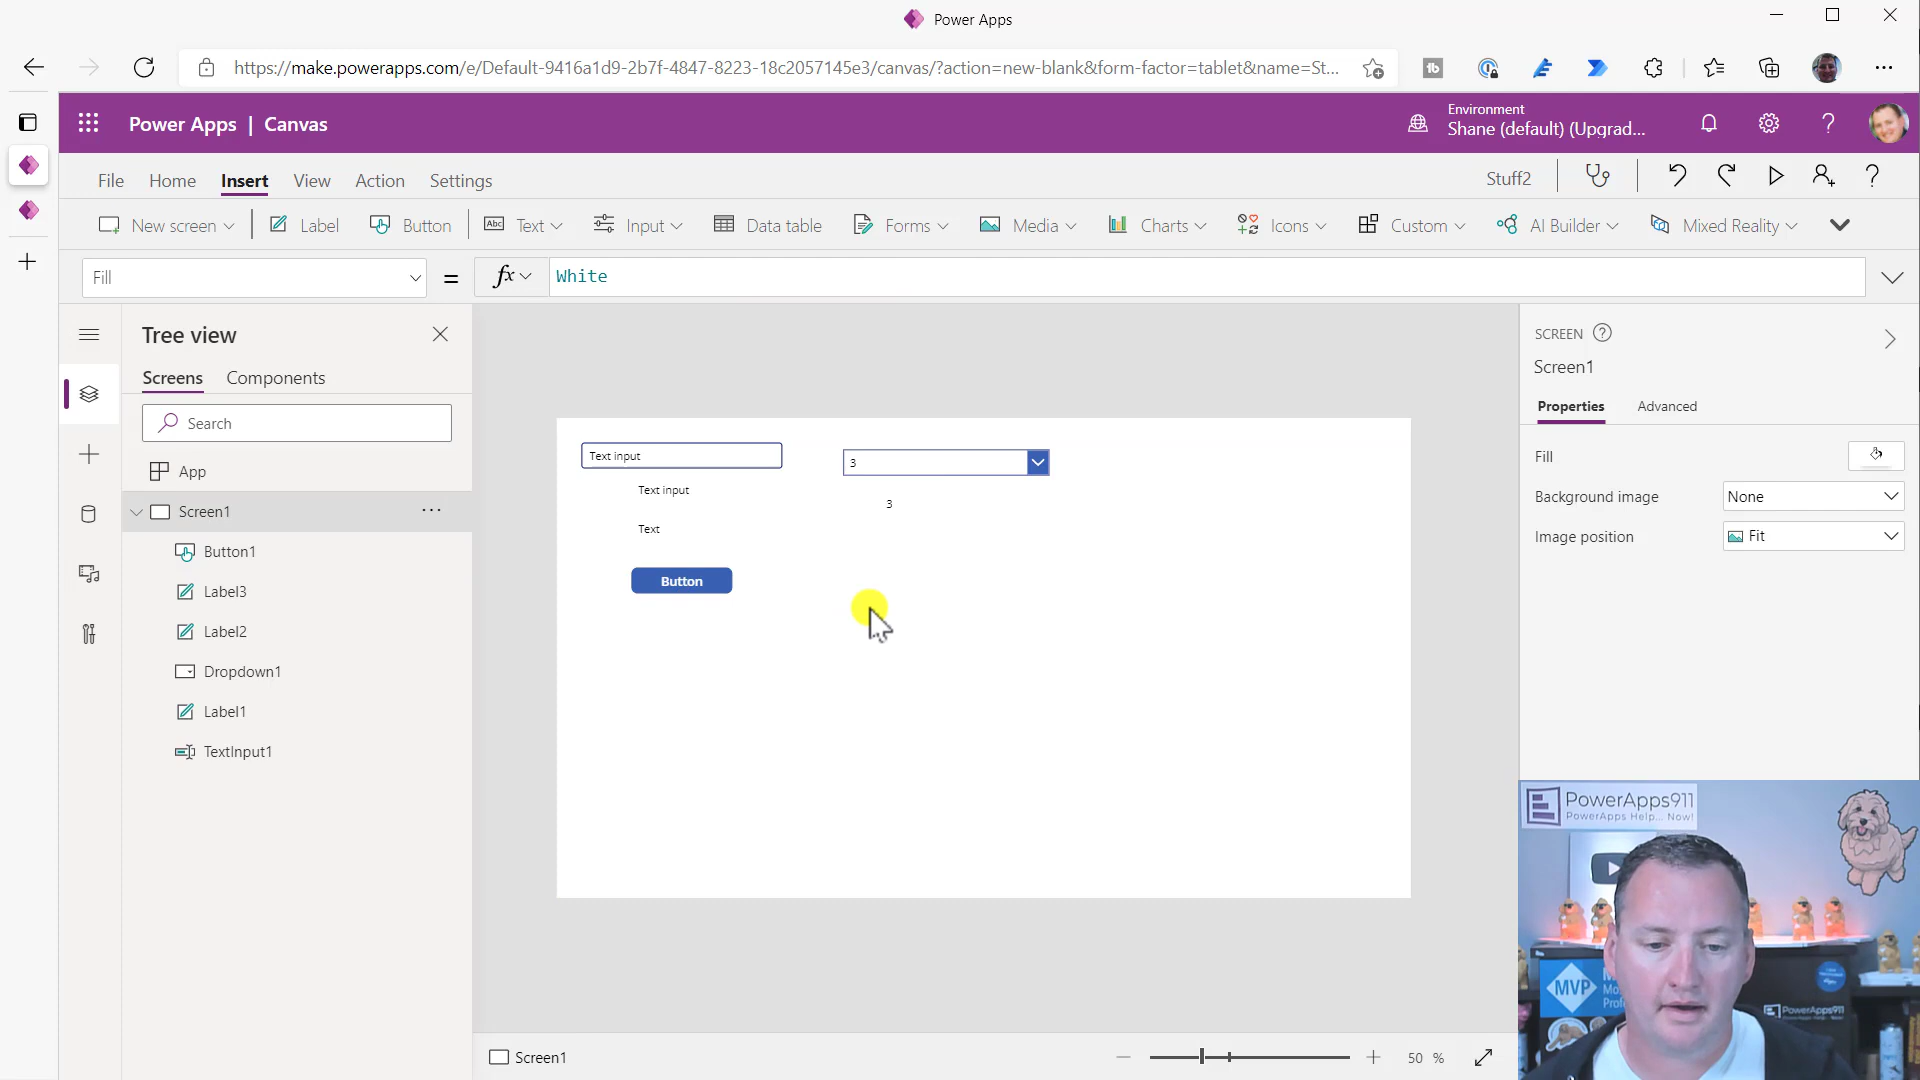 Power Apps
https://make.powerapps.com/e/Default-9416a1d9-2b7f-4847-8223-18c2057145e3/canvas/?action=new-blank&form-factor=tablet&name=St...
Power Apps | Canvas
Environment
Shane (default) (Upgrad...
File Home Insert View Action Settings
Stuff2
New screen Label Button Text Input Data table Forms Media Charts Icons Custom AI Builder Mixed Reality
Fill = fx White
Tree view
Screens Components
Search
App
Screen1
Button1
Label3
Label2
Dropdown1
Label1
TextInput1
Text input
3
Text input
3
Text
Button
SCREEN
Screen1
Properties Advanced
Fill
Background image None
Image position Fit
PowerApps911
PowerApps Help... Now!
MVP
PowerApps911
Screen1
50 %